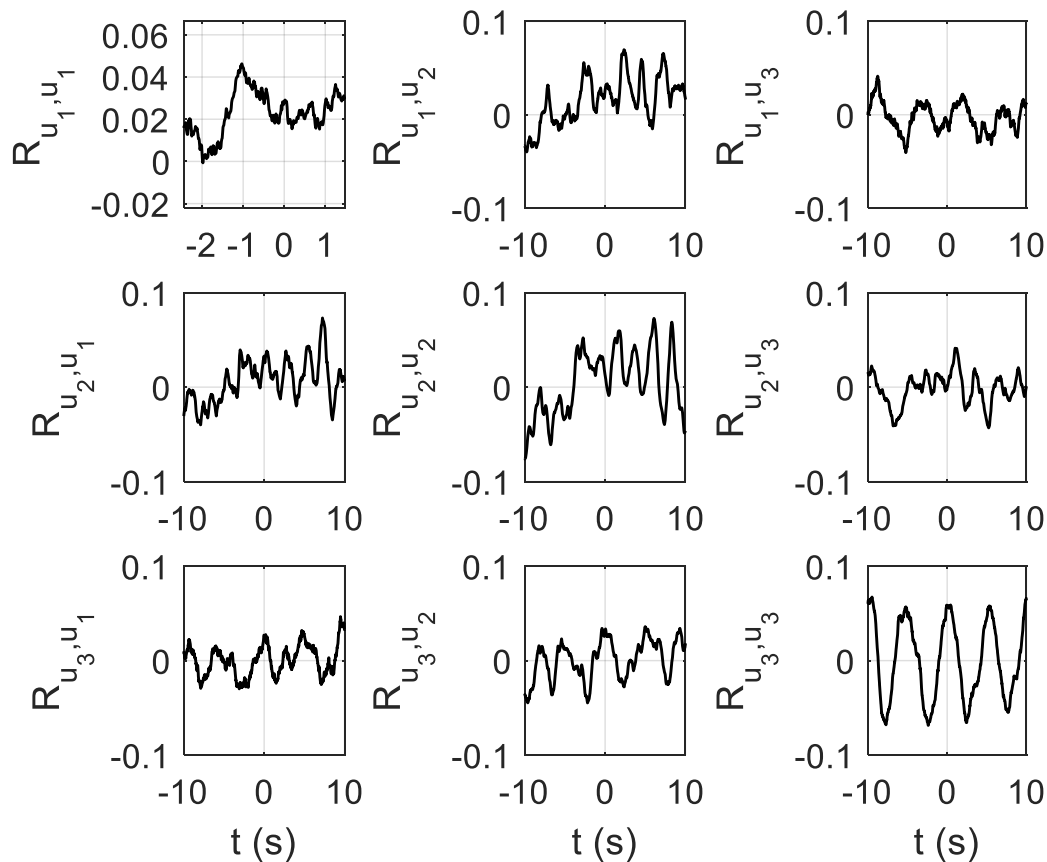 R_{u_1,u_1}
0.06
0.04
0.02
0
-0.02
-2 -1 0 1
R_{u_1,u_2}
0.1
0
-0.1
-10 0 10
R_{u_1,u_3}
0.1
0
-0.1
-10 0 10
R_{u_2,u_1}
0.1
0
-0.1
-10 0 10
R_{u_2,u_2}
0.1
0
-0.1
-10 0 10
R_{u_2,u_3}
0.1
0
-0.1
-10 0 10
R_{u_3,u_1}
0.1
0
-0.1
-10 0 10
t (s)
R_{u_3,u_2}
0.1
0
-0.1
-10 0 10
t (s)
R_{u_3,u_3}
0.1
0
-0.1
-10 0 10
t (s)